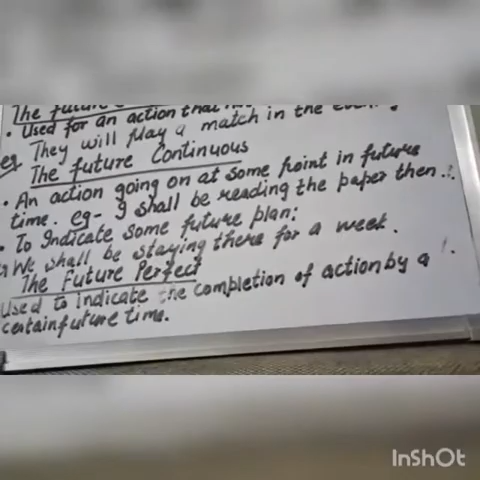 The future
• Used for an action that
eg. They will play a match in the
The future Continuous
• An action going on at some point in future
time. eg- I shall be reading the paper then.
• To Indicate some future plan:
We shall be staying there for a week.
The Future Perfect
Used to indicate the completion of action by a
certain future time.
InShOt